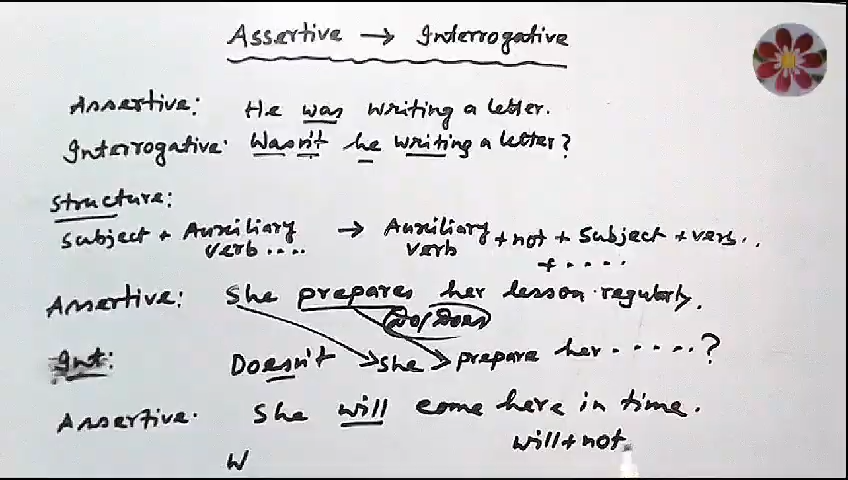 Assertive → Interrogative
Assertive: He was writing a letter.
Interrogative: Wasn't he writing a letter?
Structure:
Subject + Auxiliary verb.... → Auxiliary verb + not + Subject + verb..
+ .....
Assertive: She prepares her lesson regularly.
Do/Does
Int: Doesn't she prepare her ......?
Assertive. She will come here in time.
will + not
W